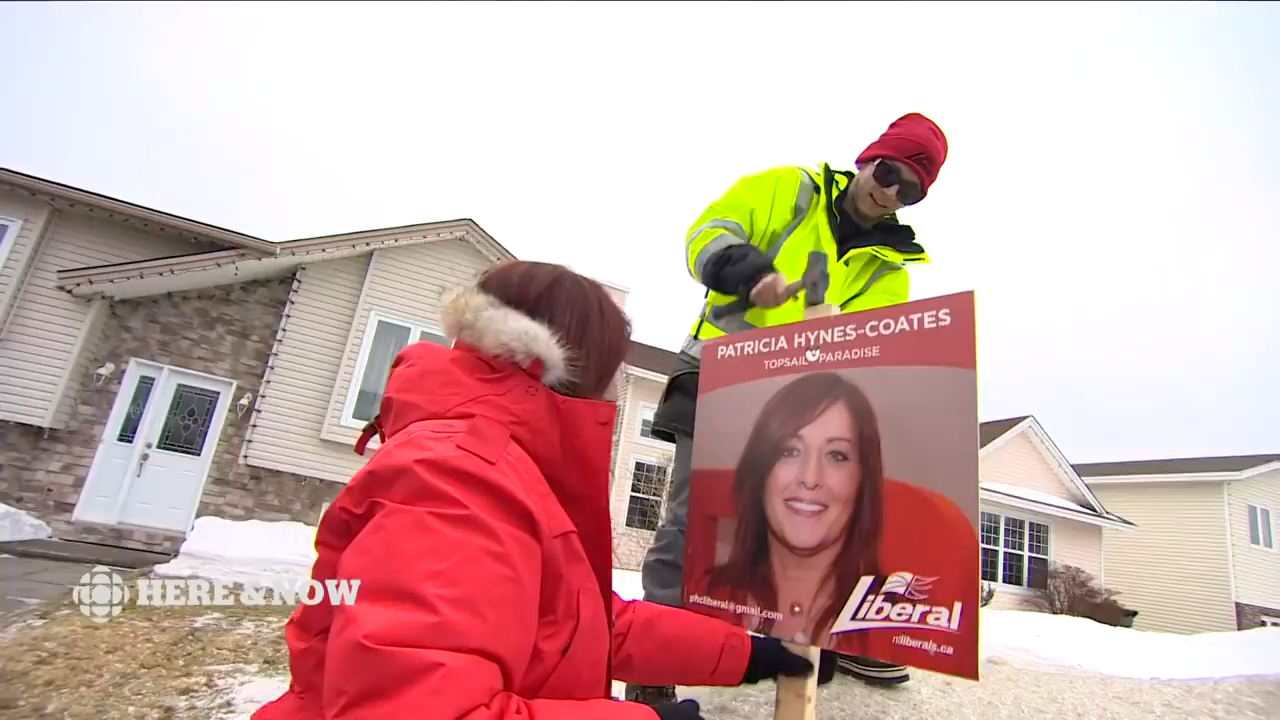 PATRICIA HYNES-COATES
TOPSAIL PARADISE
phcliberal@gmail.com
Liberal
nlliberals.ca
HERE & NOW